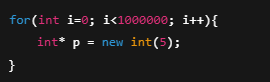 for(int i=0; i<1000000; i++){
    int* p = new int(5);
}